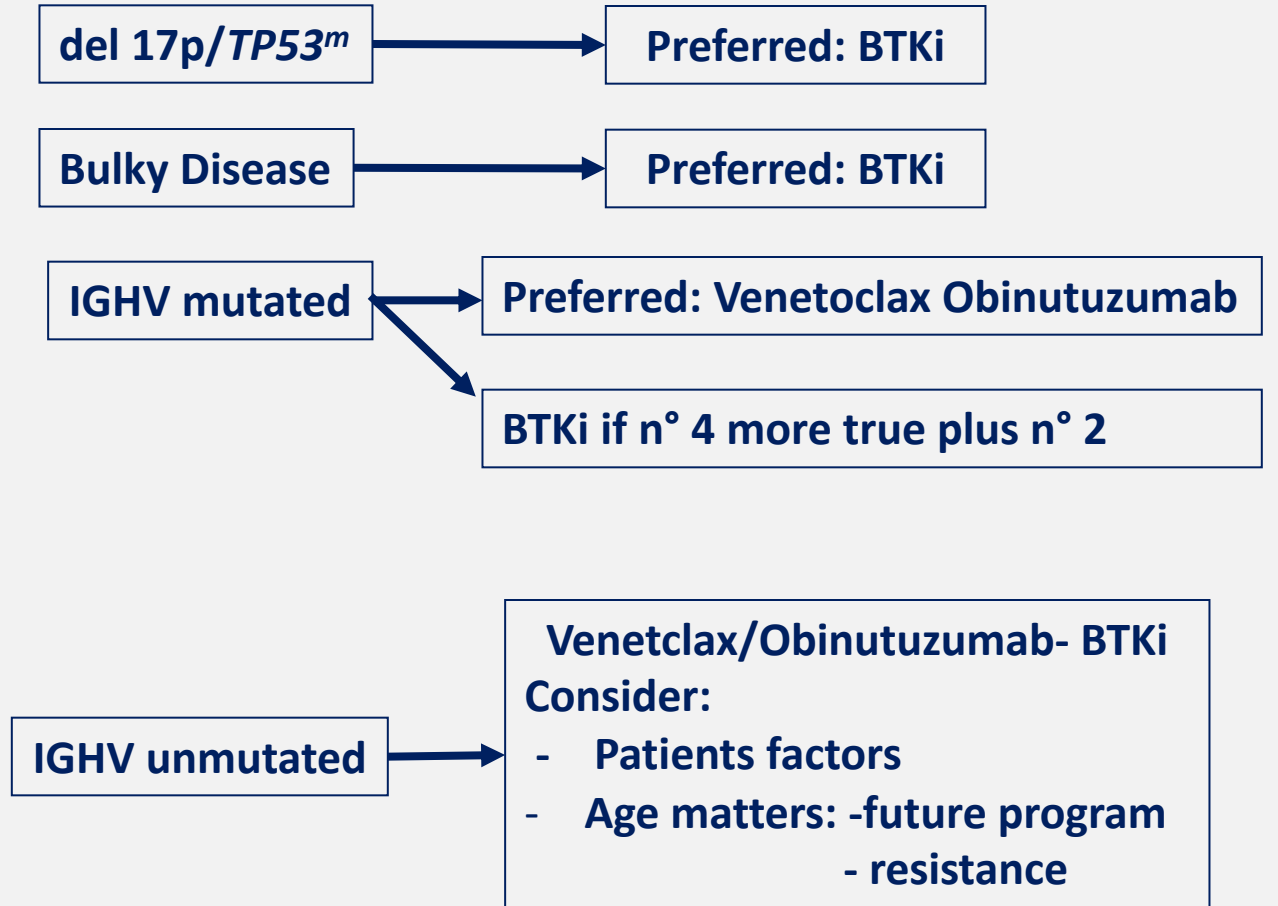 del 17p/TP53m
Preferred: BTKi
Bulky Disease
Preferred: BTKi
IGHV mutated
Preferred: Venetoclax Obinutuzumab
BTKi if n° 4 more true plus n° 2
IGHV unmutated
Venetclax/Obinutuzumab- BTKi
Consider:
- Patients factors
- Age matters: -future program
- resistance